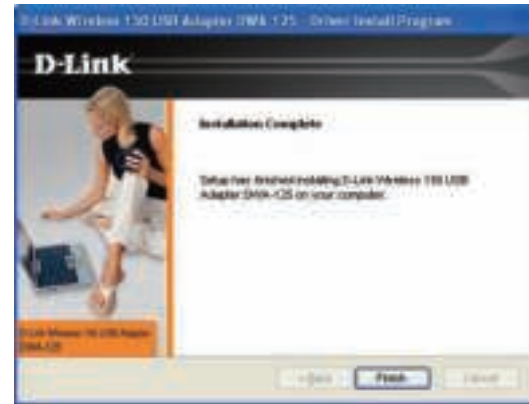 D-Link Wireless 150 USB Adapter DWA-125 - Driver Install Program
D-Link
Installation Complete
Setup has finished installing D-Link Wireless 150 USB
Adapter DWA-125 on your computer.
D-Link Wireless 150 USB Adapter
DWA-125
< Back
Finish
Cancel